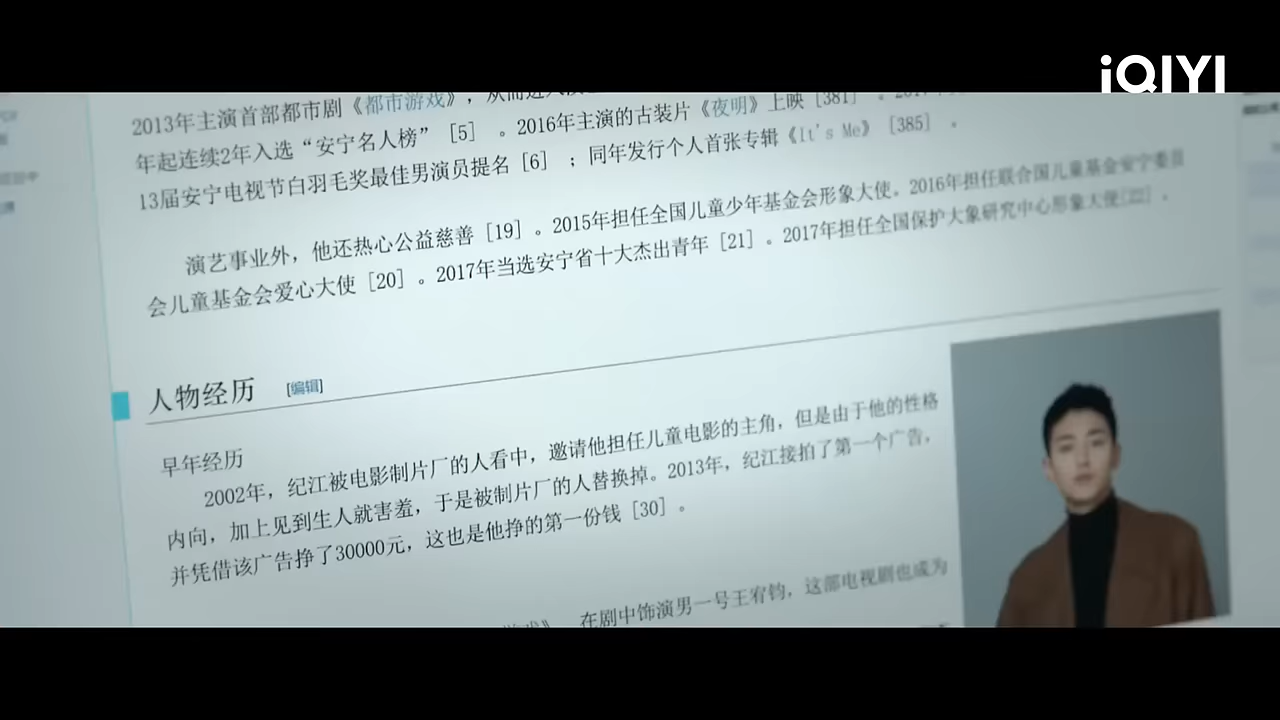 iQIYI
2013年主演首部都市剧《都市游戏》，从而进入
年起连续2年入选“安宁名人榜” [5] 。2016年主演的古装片《夜明》上映 [381] 。2017
13届安宁电视节白羽毛奖最佳男演员提名 [6] ；同年发行个人首张专辑《It's Me》 [385] 。
演艺事业外，他还热心公益慈善 [19] 。2015年担任全国儿童少年基金会形象大使。2016年担任联合国儿童基金安宁委员
会儿童基金会爱心大使 [20] 。2017年当选安宁省十大杰出青年 [21] 。2017年担任全国保护大象研究中心形象大使[22] 。
人物经历 [编辑]
早年经历
2002年，纪江被电影制片厂的人看中，邀请他担任儿童电影的主角，但是由于他的性格
内向，加上见到生人就害羞，于是被制片厂的人替换掉。2013年，纪江接拍了第一个广告，
并凭借该广告挣了30000元，这也是他挣的第一份钱 [30] 。
游戏》 在剧中饰演男一号王宥钧，这部电视剧也成为